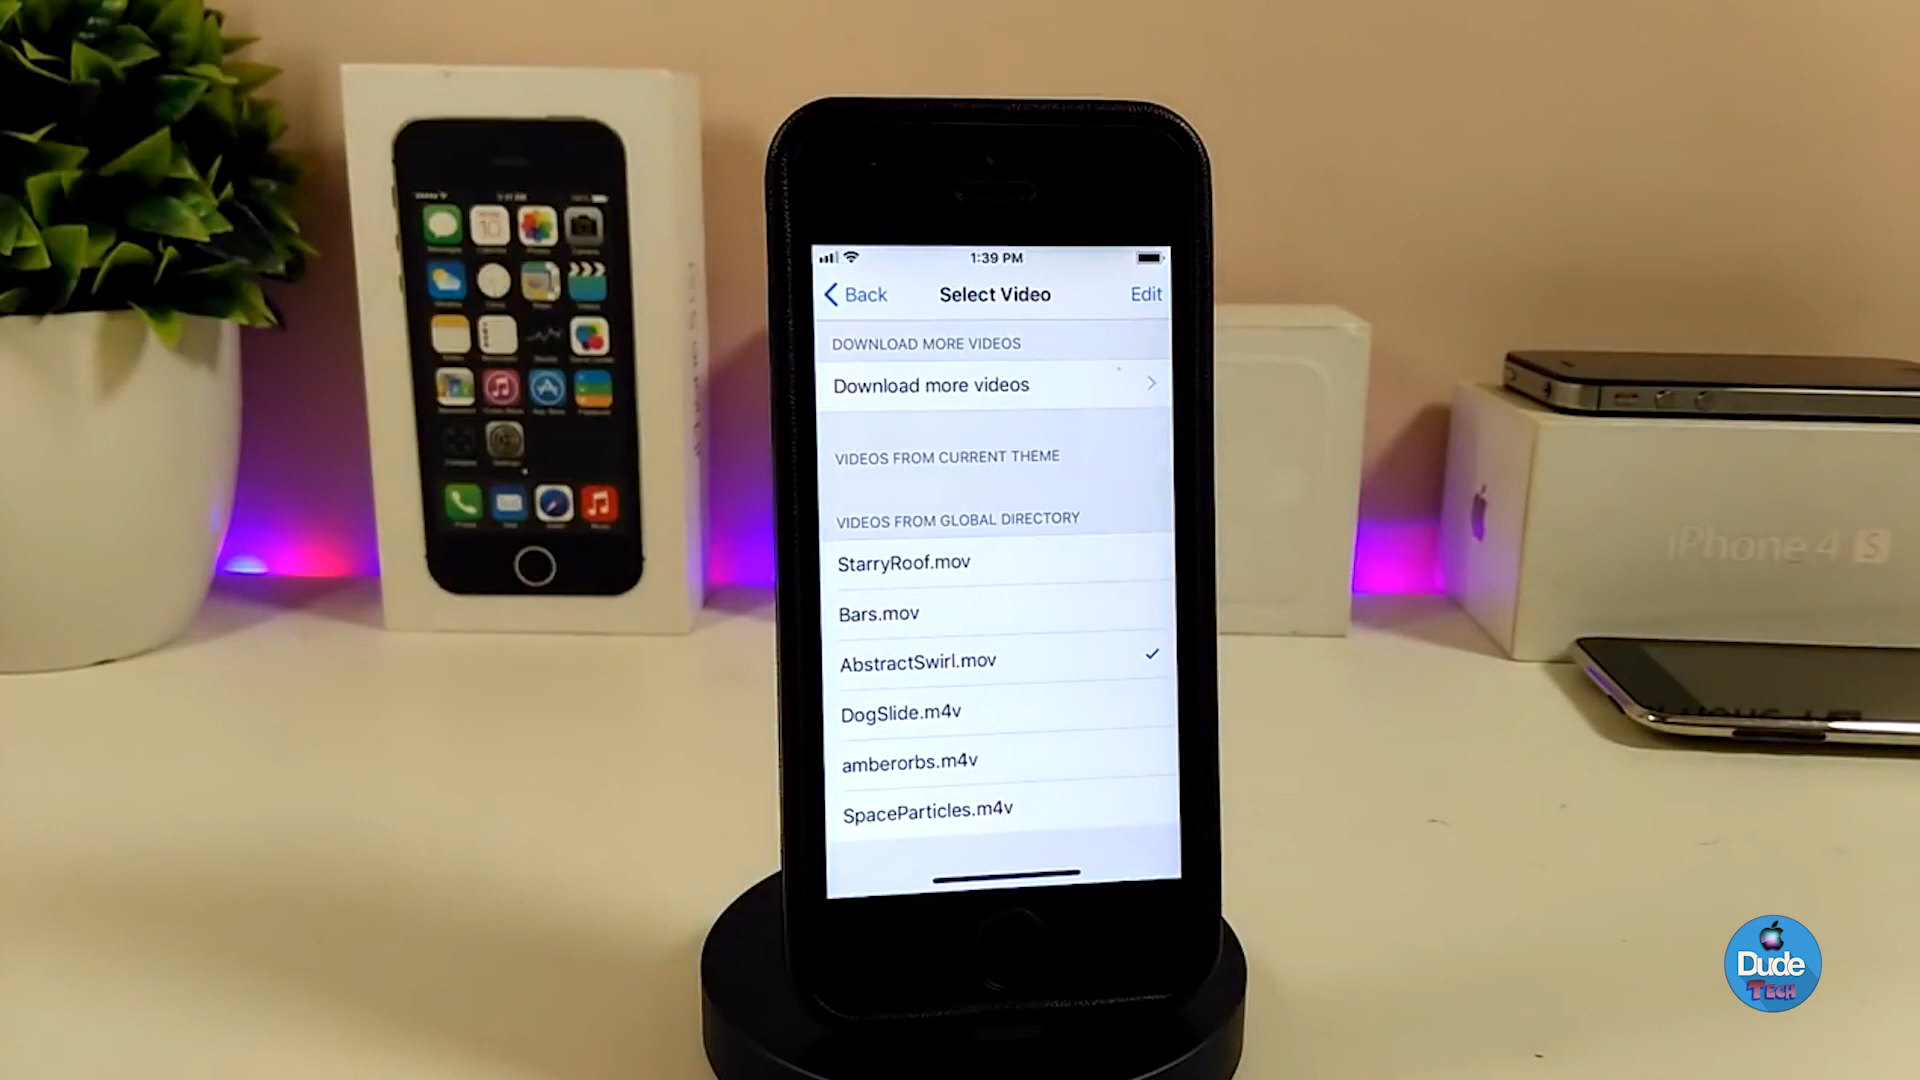 1:39 PM
Back
Select Video
Edit
DOWNLOAD MORE VIDEOS
Download more videos
VIDEOS FROM CURRENT THEME
VIDEOS FROM GLOBAL DIRECTORY
StarryRoof.mov
Bars.mov
AbstractSwirl.mov
DogSlide.m4v
amberorbs.m4v
SpaceParticles.m4v
iPhone 4 S
Dude
TECH